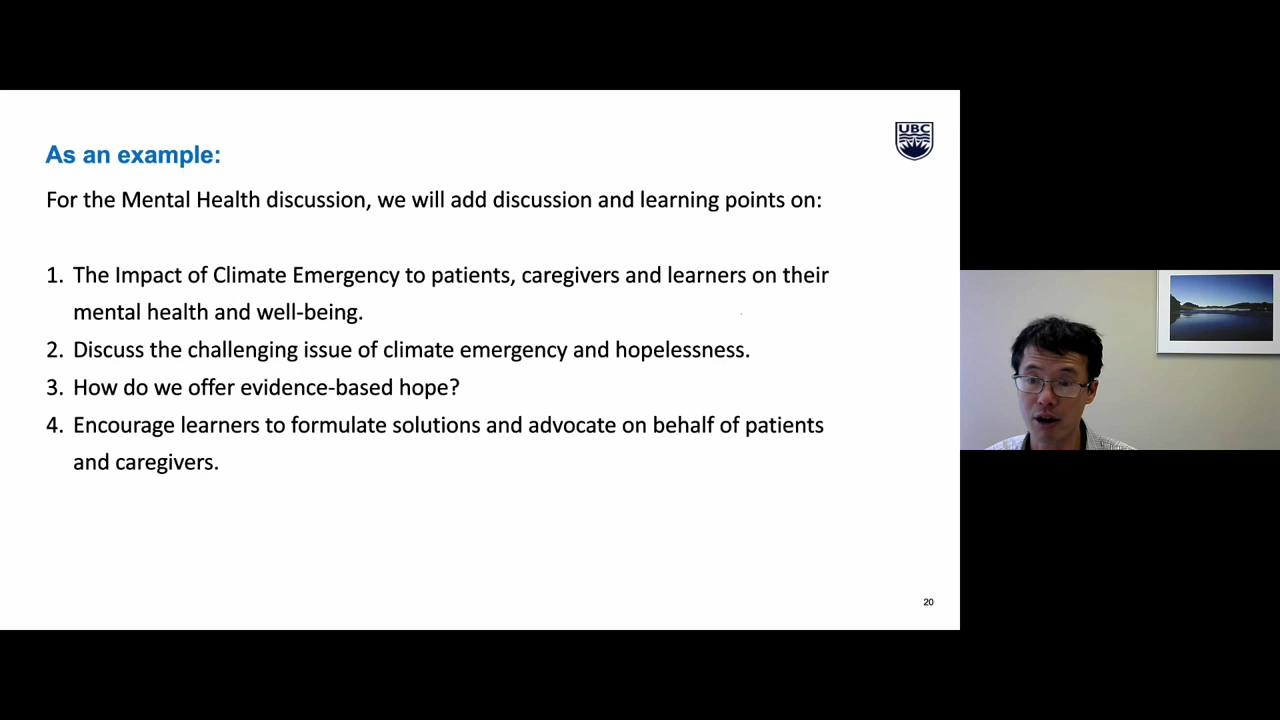 UBC
As an example:
For the Mental Health discussion, we will add discussion and learning points on:
1. The Impact of Climate Emergency to patients, caregivers and learners on their
mental health and well-being.
2. Discuss the challenging issue of climate emergency and hopelessness.
3. How do we offer evidence-based hope?
4. Encourage learners to formulate solutions and advocate on behalf of patients
and caregivers.
20